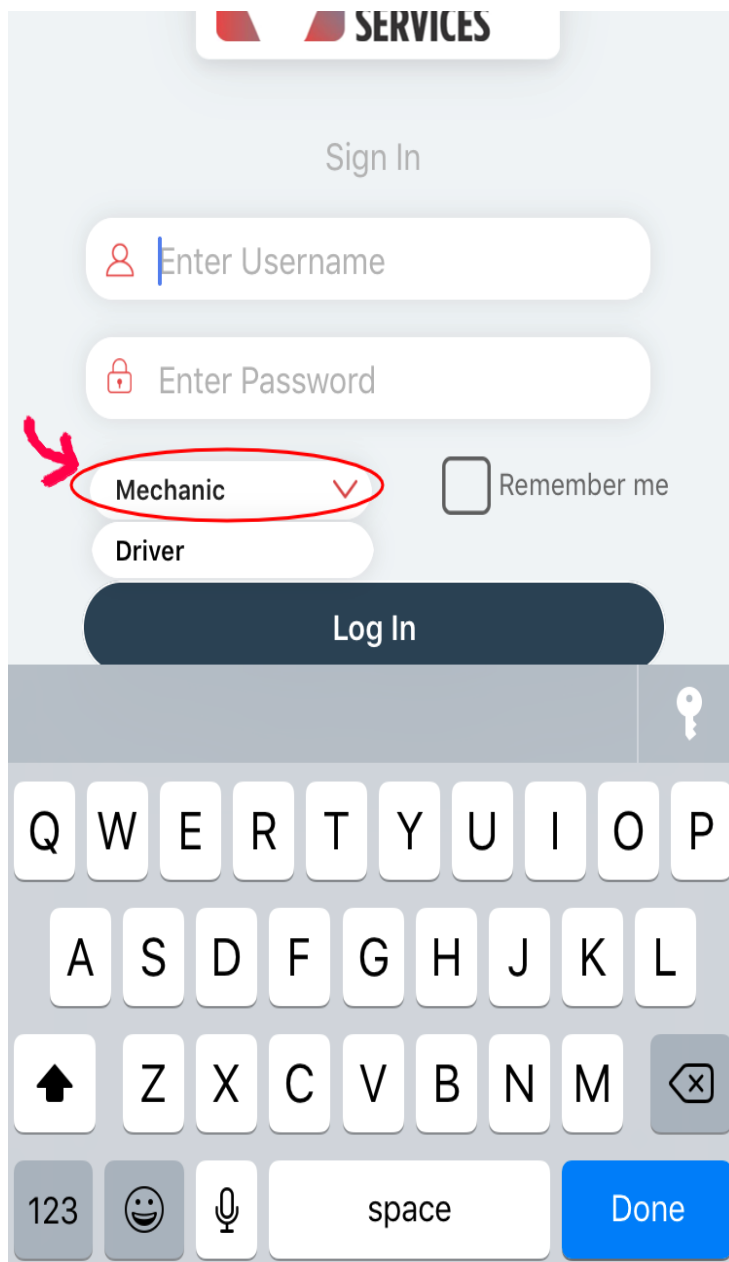 SERVICES
Sign In
Enter Username
Enter Password
Mechanic
Remember me
Driver
Log In
Q W E R T Y U I O P
A S D F G H J K L
Z X C V B N M
123 space Done